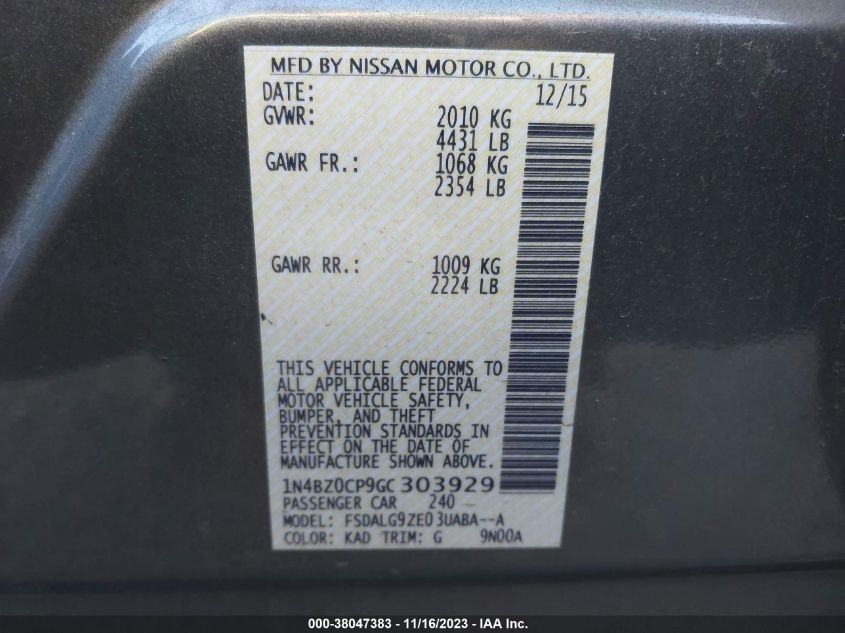 MFD BY NISSAN MOTOR CO., LTD.
DATE: 12/15
GVWR: 2010 KG
4431 LB
GAWR FR.: 1068 KG
2354 LB
GAWR RR.: 1009 KG
2224 LB
THIS VEHICLE CONFORMS TO
ALL APPLICABLE FEDERAL
MOTOR VEHICLE SAFETY,
BUMPER, AND THEFT
PREVENTION STANDARDS IN
EFFECT ON THE DATE OF
MANUFACTURE SHOWN ABOVE.
1N4BZ0CP9GC 303929
PASSENGER CAR 240
MODEL: FSDALG9ZE03UABA--A
COLOR: KAD TRIM: G 9N00A
000-38047383 - 11/16/2023 - IAA Inc.